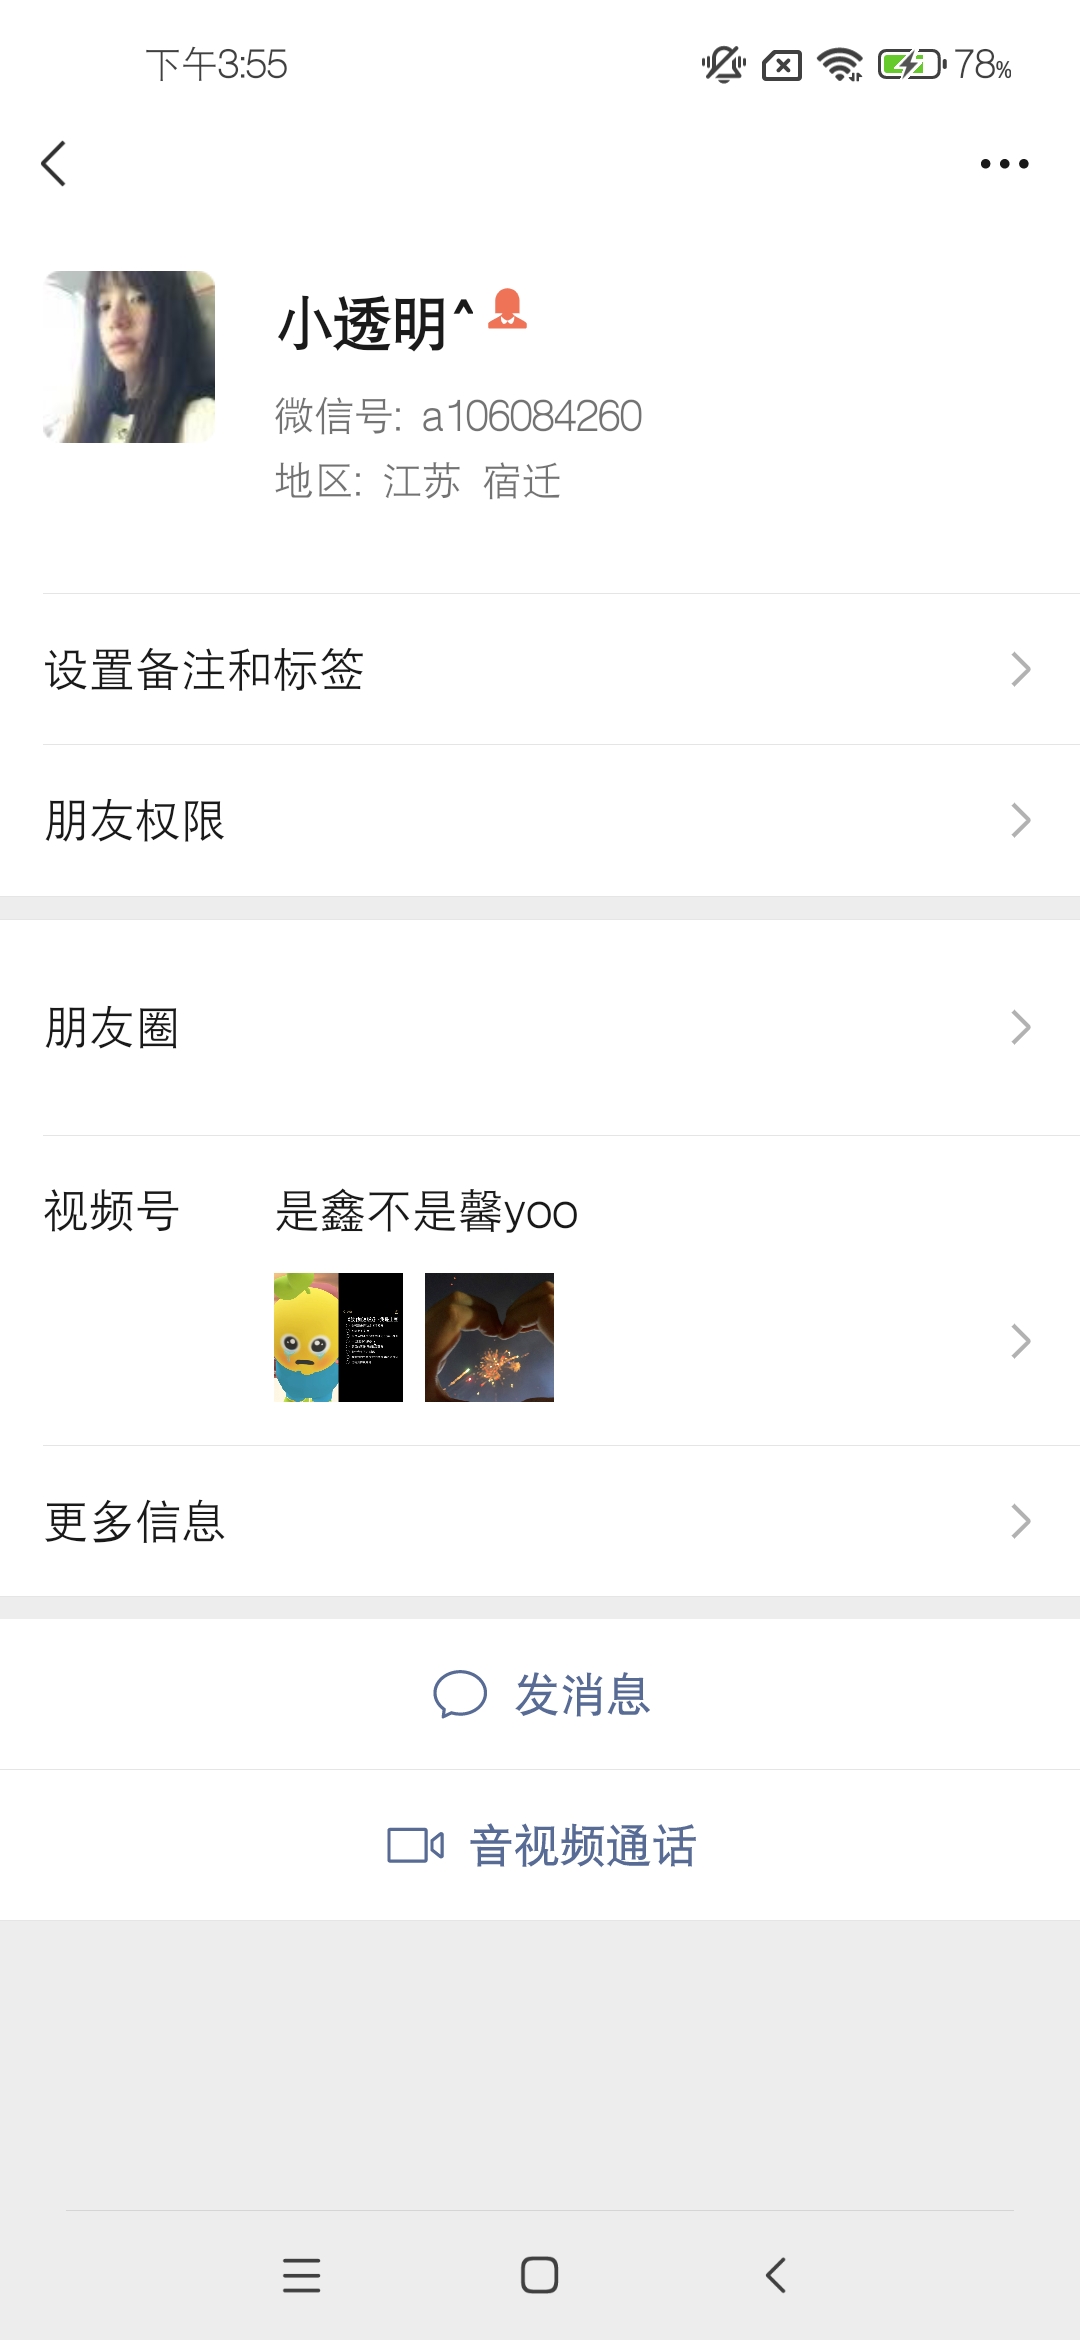 下午3:55
78%
小透明^
微信号: a106084260
地区: 江苏 宿迁
设置备注和标签
朋友权限
朋友圈
视频号 是鑫不是馨yoo
更多信息
发消息
音视频通话